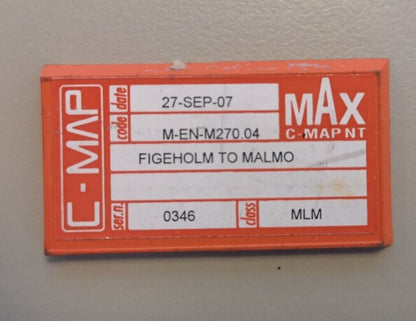 C-MAP
date 27-SEP-07
code M-EN-M270.04
MAX
C-MAP NT
FIGEHOLM TO MALMO
ser.n. 0346
class MLM